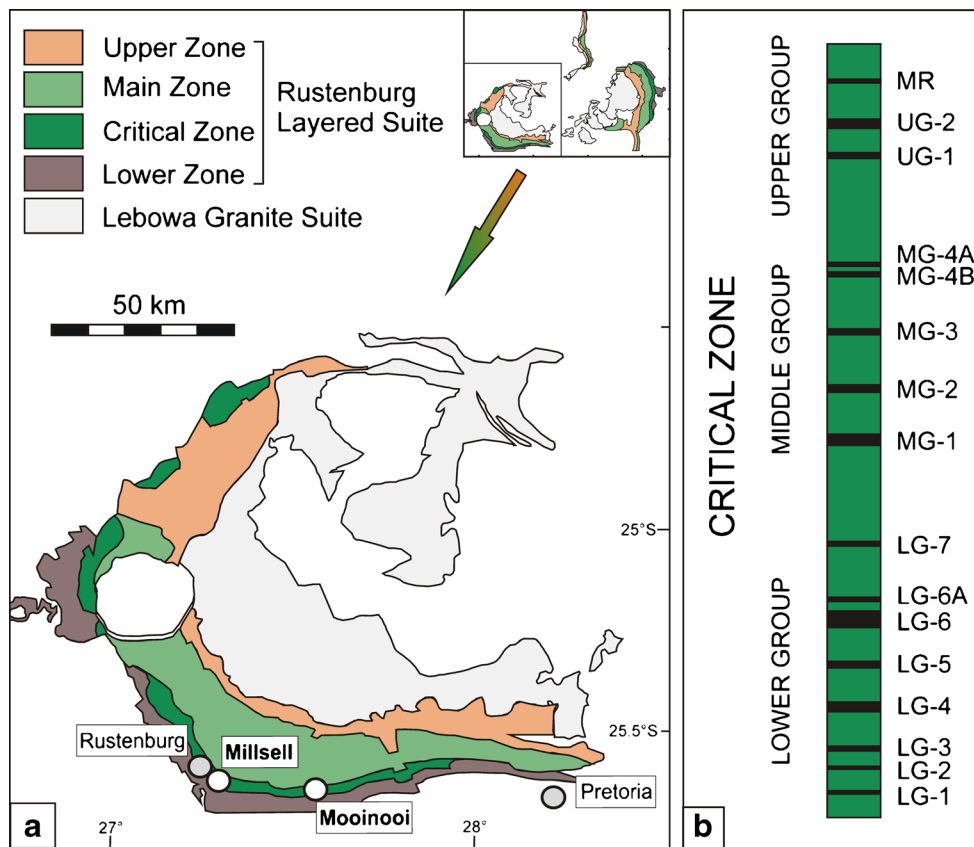 Upper Zone
Main Zone
Critical Zone
Lower Zone
Rustenburg
Layered Suite
Lebowa Granite Suite
50 km
25°S
25.5°S
Rustenburg
Millsell
Mooinooi
Pretoria
27°
28°
a
CRITICAL ZONE
UPPER GROUP
MIDDLE GROUP
LOWER GROUP
MR
UG-2
UG-1
MG-4A
MG-4B
MG-3
MG-2
MG-1
LG-7
LG-6A
LG-6
LG-5
LG-4
LG-3
LG-2
LG-1
b